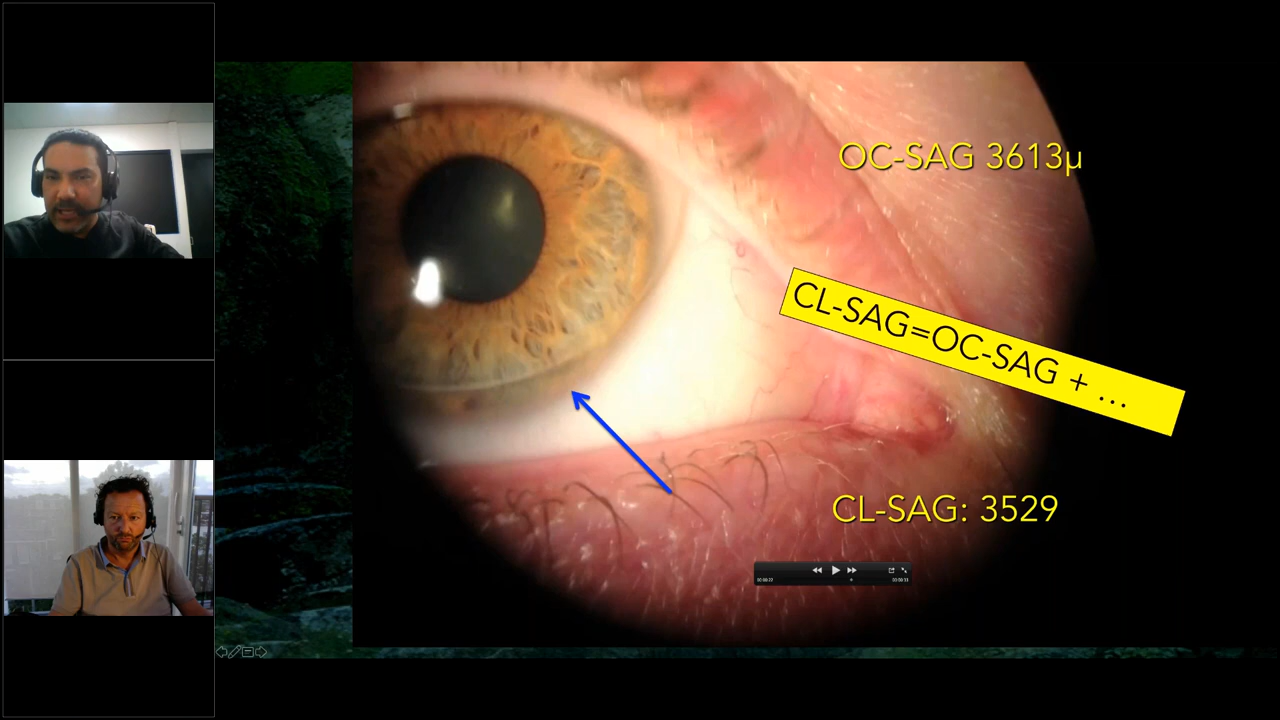 OC-SAG 3613µ
CL-SAG=OC-SAG + ...
CL-SAG: 3529